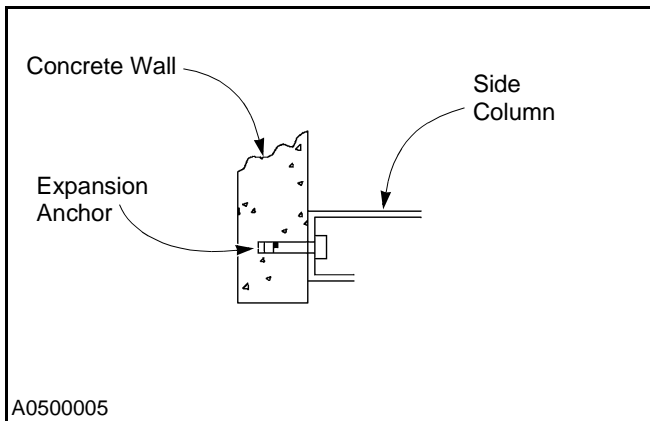 Concrete Wall
Side
Column
Expansion
Anchor
A0500005